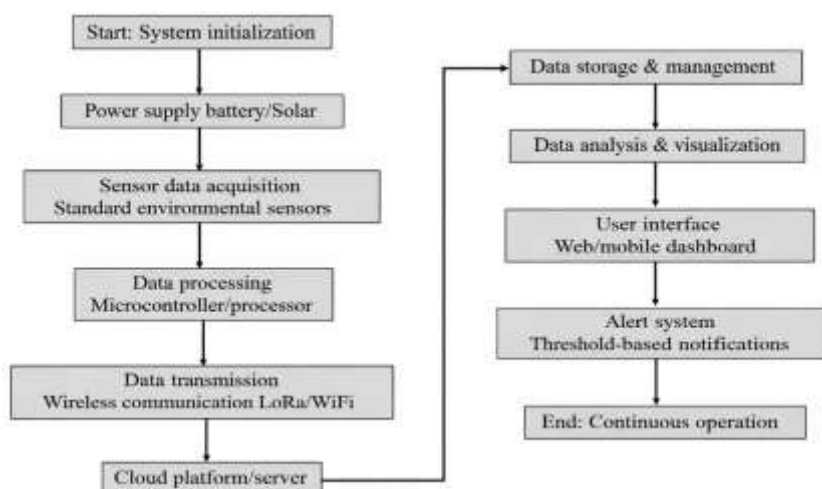 Start: System initialization
Power supply battery/Solar
Sensor data acquisition
Standard environmental sensors
Data processing
Microcontroller/processor
Data transmission
Wireless communication LoRa/WiFi
Cloud platform/server
Data storage & management
Data analysis & visualization
User interface
Web/mobile dashboard
Alert system
Threshold-based notifications
End: Continuous operation